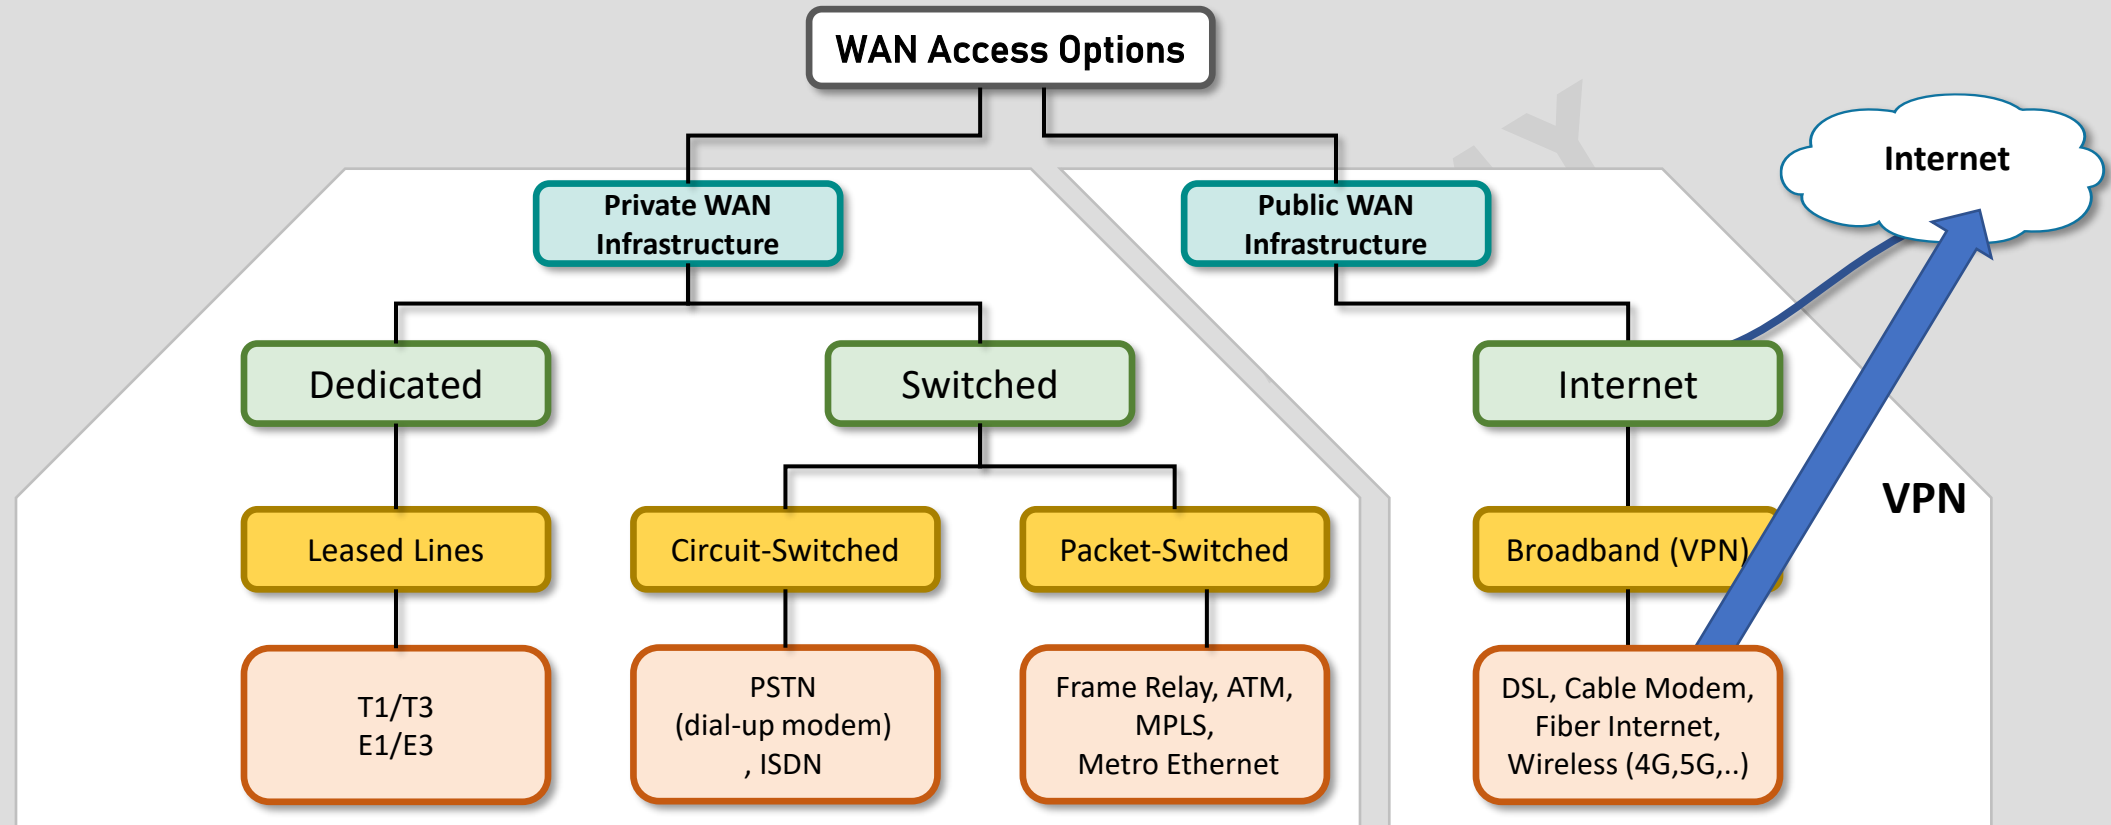 WAN Access Options
Internet
Private WAN
Infrastructure
Public WAN
Infrastructure
Dedicated
Switched
Internet
VPN
Leased Lines
Circuit-Switched
Packet-Switched
Broadband (VPN)
T1/T3
E1/E3
PSTN
(dial-up modem)
, ISDN
Frame Relay, ATM,
MPLS,
Metro Ethernet
DSL, Cable Modem,
Fiber Internet,
Wireless (4G,5G,..)